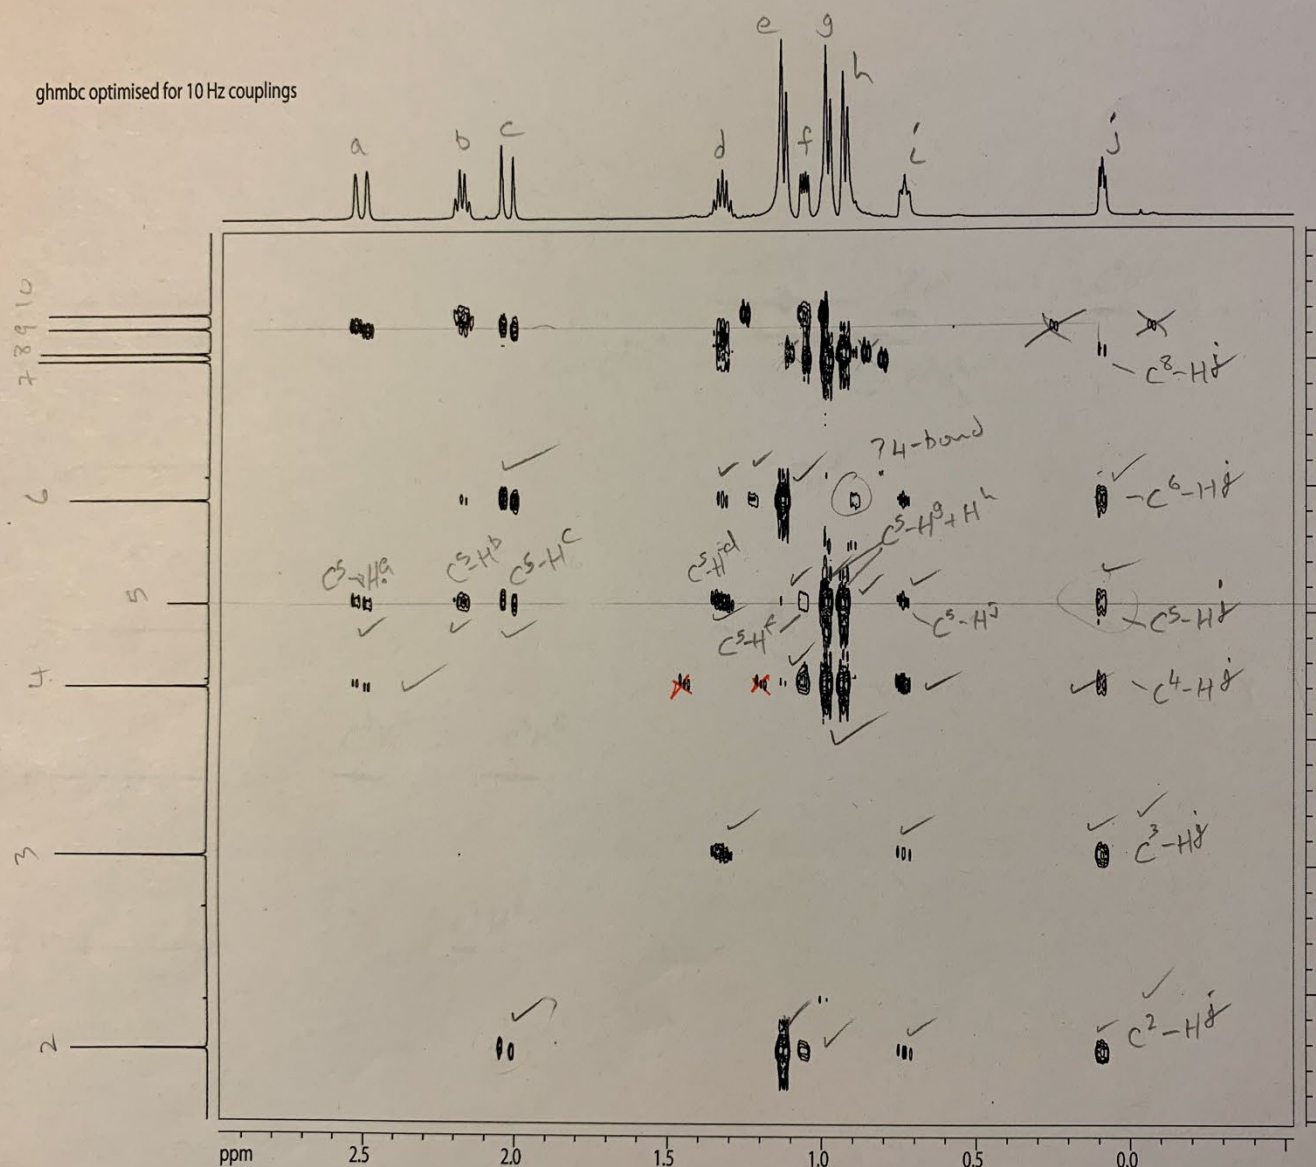 ghmbc optimised for 10 Hz couplings
e g
h
a b c d f i j
10
9
8
7
C⁸-Hʲ
? 4-bond
6
C⁶-Hʲ
C⁵-Hᵍ+Hʰ
C⁵-Hᵃ
C⁵-Hᵇ
C⁵-Hᶜ
C⁵-Hᵈ
5
C⁵-Hᶠ
C⁵-Hʲ
C⁵-Hʲ
4
C⁴-Hʲ
3
C³-Hʲ
?
2
C²-Hʲ
ppm 2.5 2.0 1.5 1.0 0.5 0.0